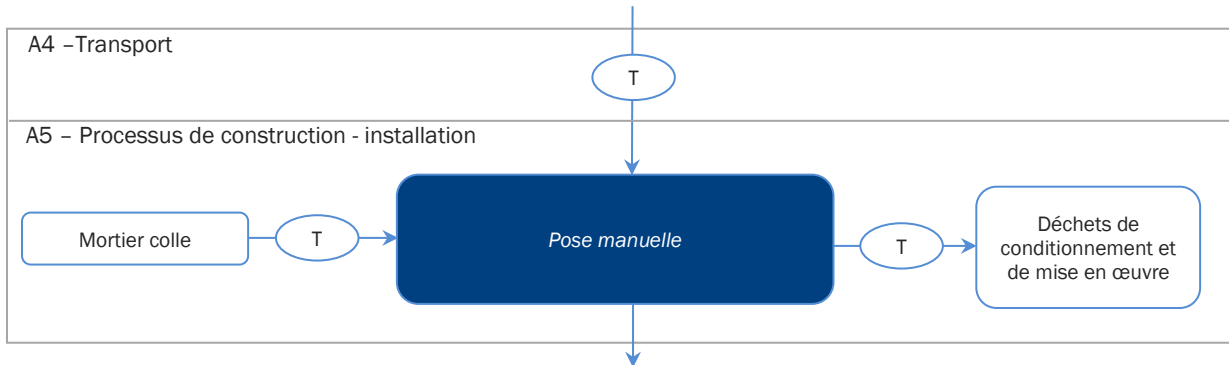 A4 –Transport
T
A5 – Processus de construction - installation
Mortier colle
T
Pose manuelle
T
Déchets de
conditionnement et
de mise en œuvre